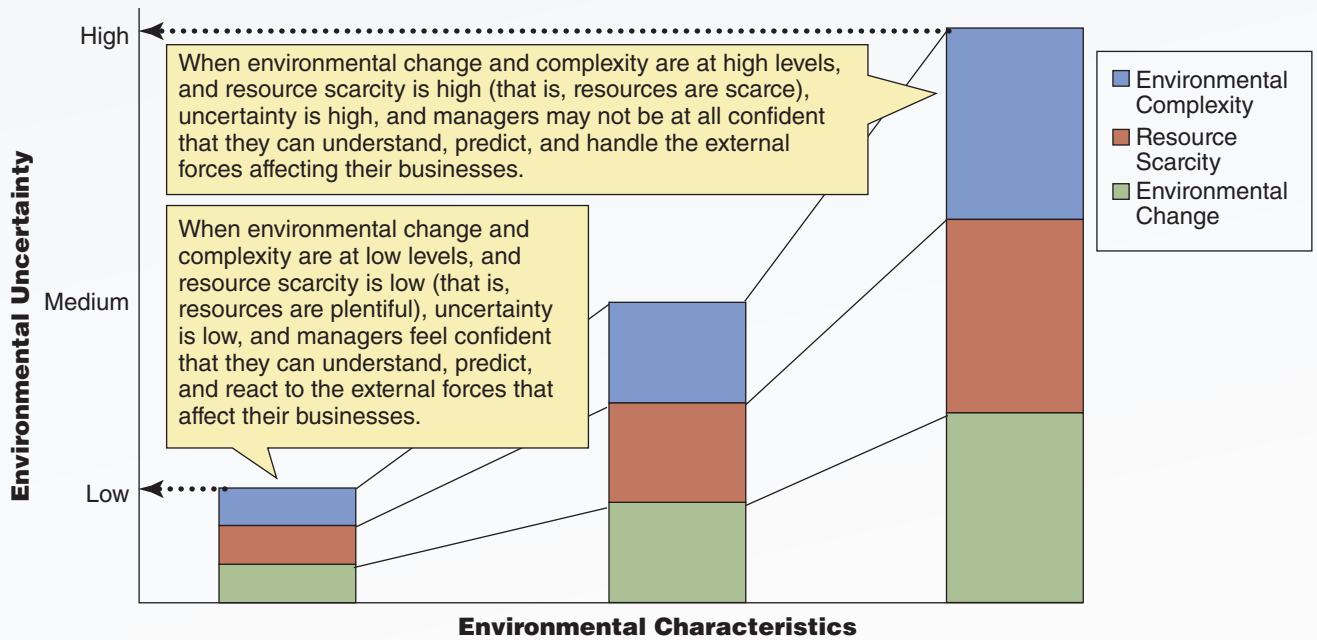 High
When environmental change and complexity are at high levels,
and resource scarcity is high (that is, resources are scarce),
uncertainty is high, and managers may not be at all confident
that they can understand, predict, and handle the external
forces affecting their businesses.
Environmental
Complexity
Resource
Scarcity
Environmental
Change
Environmental Uncertainty
When environmental change and
complexity are at low levels, and
resource scarcity is low (that is,
resources are plentiful), uncertainty
is low, and managers feel confident
that they can understand, predict,
and react to the external forces that
affect their businesses.
Medium
Low
Environmental Characteristics